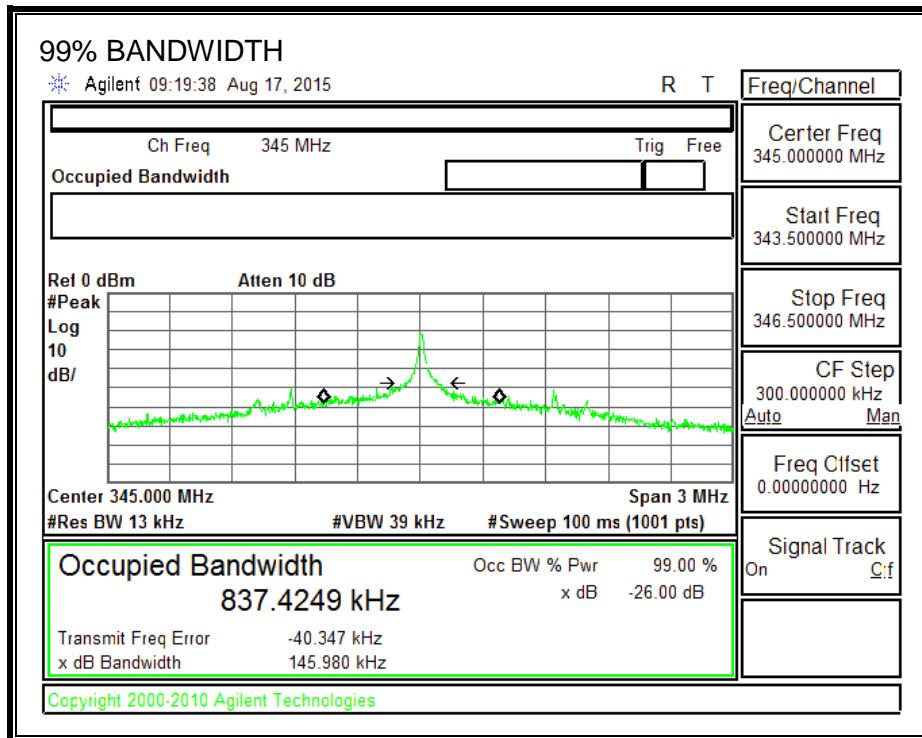 99% BANDWIDTH
Agilent 09:19:38 Aug 17, 2015 R T
Freq/Channel
Ch Freq 345 MHz Trig Free
Occupied Bandwidth
Center Freq
345.000000 MHz
Start Freq
343.500000 MHz
Stop Freq
346.500000 MHz
CF Step
300.000000 kHz
Auto Man
Freq Offset
0.00000000 Hz
Signal Track
On Off
Ref 0 dBm Atten 10 dB
#Peak
Log
10
dB/
Center 345.000 MHz Span 3 MHz
#Res BW 13 kHz #VBW 39 kHz #Sweep 100 ms (1001 pts)
Occupied Bandwidth
837.4249 kHz
Occ BW % Pwr 99.00 %
x dB -26.00 dB
Transmit Freq Error -40.347 kHz
x dB Bandwidth 145.980 kHz
Copyright 2000-2010 Agilent Technologies